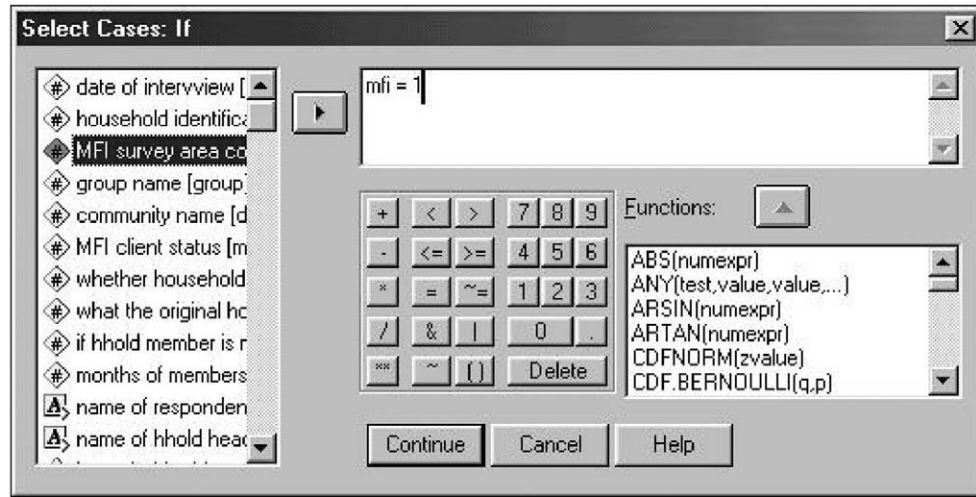 Select Cases: If
date of intervview [
household identifica
MFI survey area co
group name [group]
community name [d
MFI client status [m
whether household
what the original ho
if hhold member is r
months of members
name of responden
name of hhold head
mfi = 1
+ < > 7 8 9
- <= >= 4 5 6
* = ~= 1 2 3
/ & | 0 .
** ~ () Delete
Functions:
ABS(numexpr)
ANY(test,value,value,...)
ARSIN(numexpr)
ARTAN(numexpr)
CDFNORM(zvalue)
CDF.BERNOULLI(q,p)
Continue Cancel Help